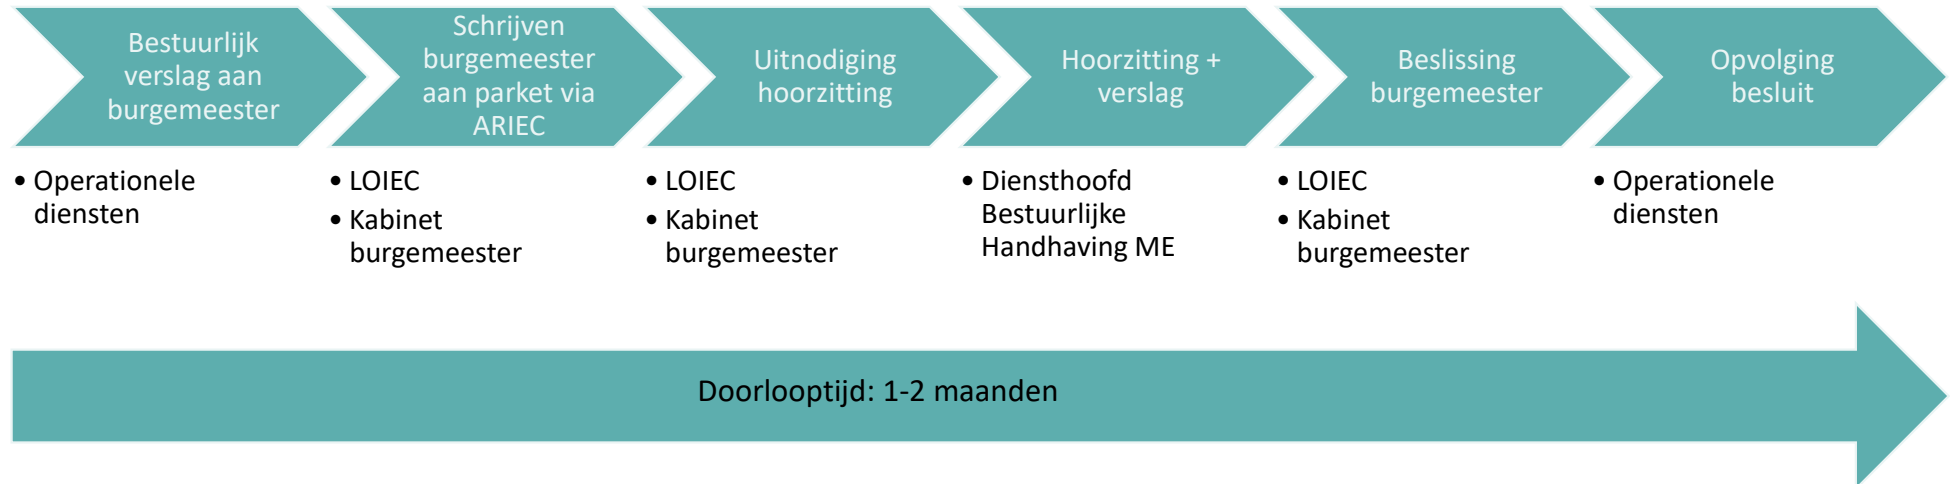 Bestuurlijk
verslag aan
burgemeester
Schrijven
burgemeester
aan parket via
ARIEC
Uitnodiging
hoorzitting
Hoorzitting +
verslag
Beslissing
burgemeester
Opvolging
besluit
• Operationele
diensten
• LOIEC
• Kabinet
burgemeester
• LOIEC
• Kabinet
burgemeester
• Diensthoofd
Bestuurlijke
Handhaving ME
• LOIEC
• Kabinet
burgemeester
• Operationele
diensten
Doorlooptijd: 1-2 maanden